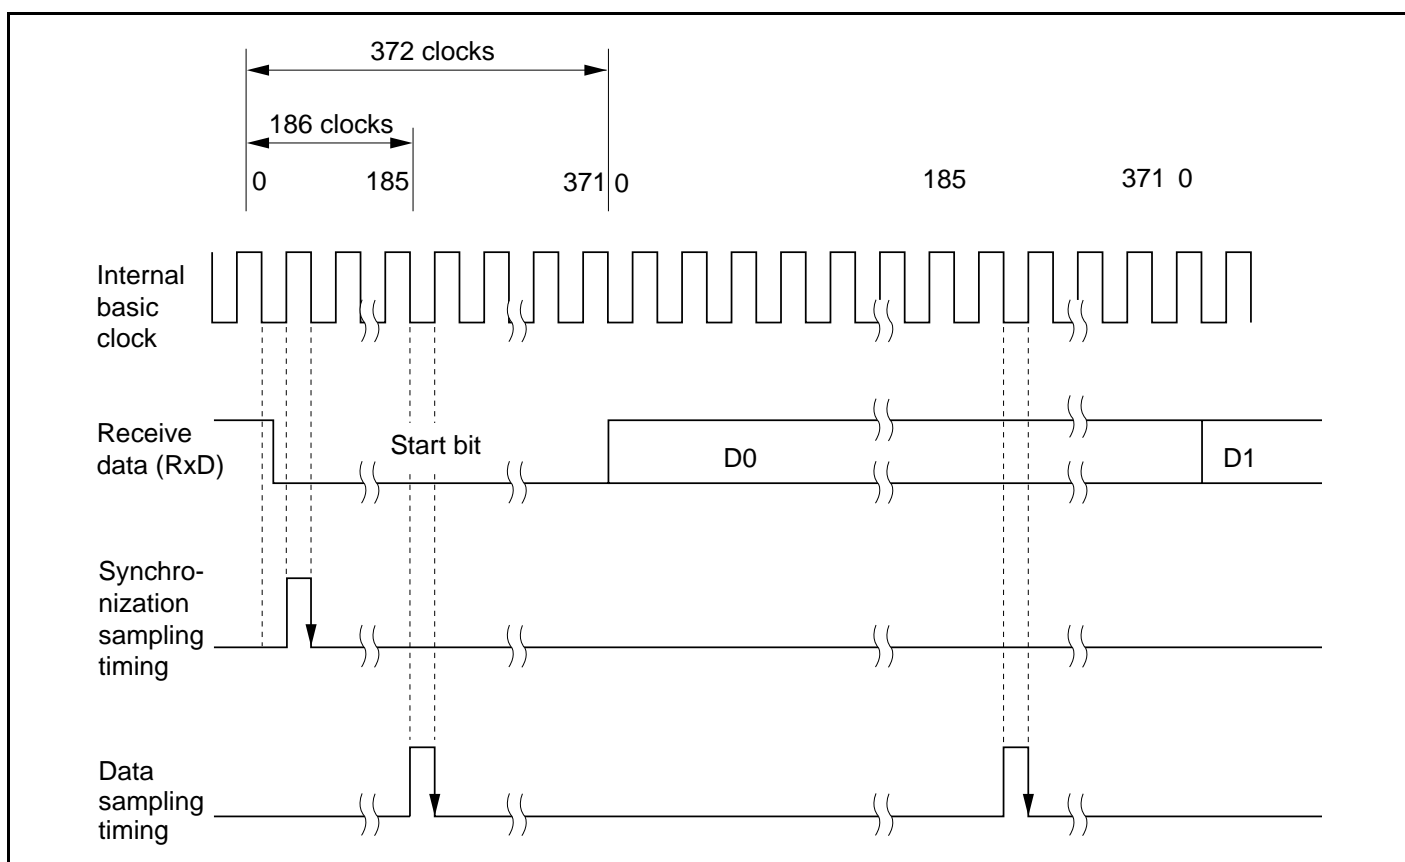 372 clocks
186 clocks
0
185
371 0
185
371 0
Internal
basic
clock
Receive
data (RxD)
Start bit
D0
D1
Synchro-
nization
sampling
timing
Data
sampling
timing